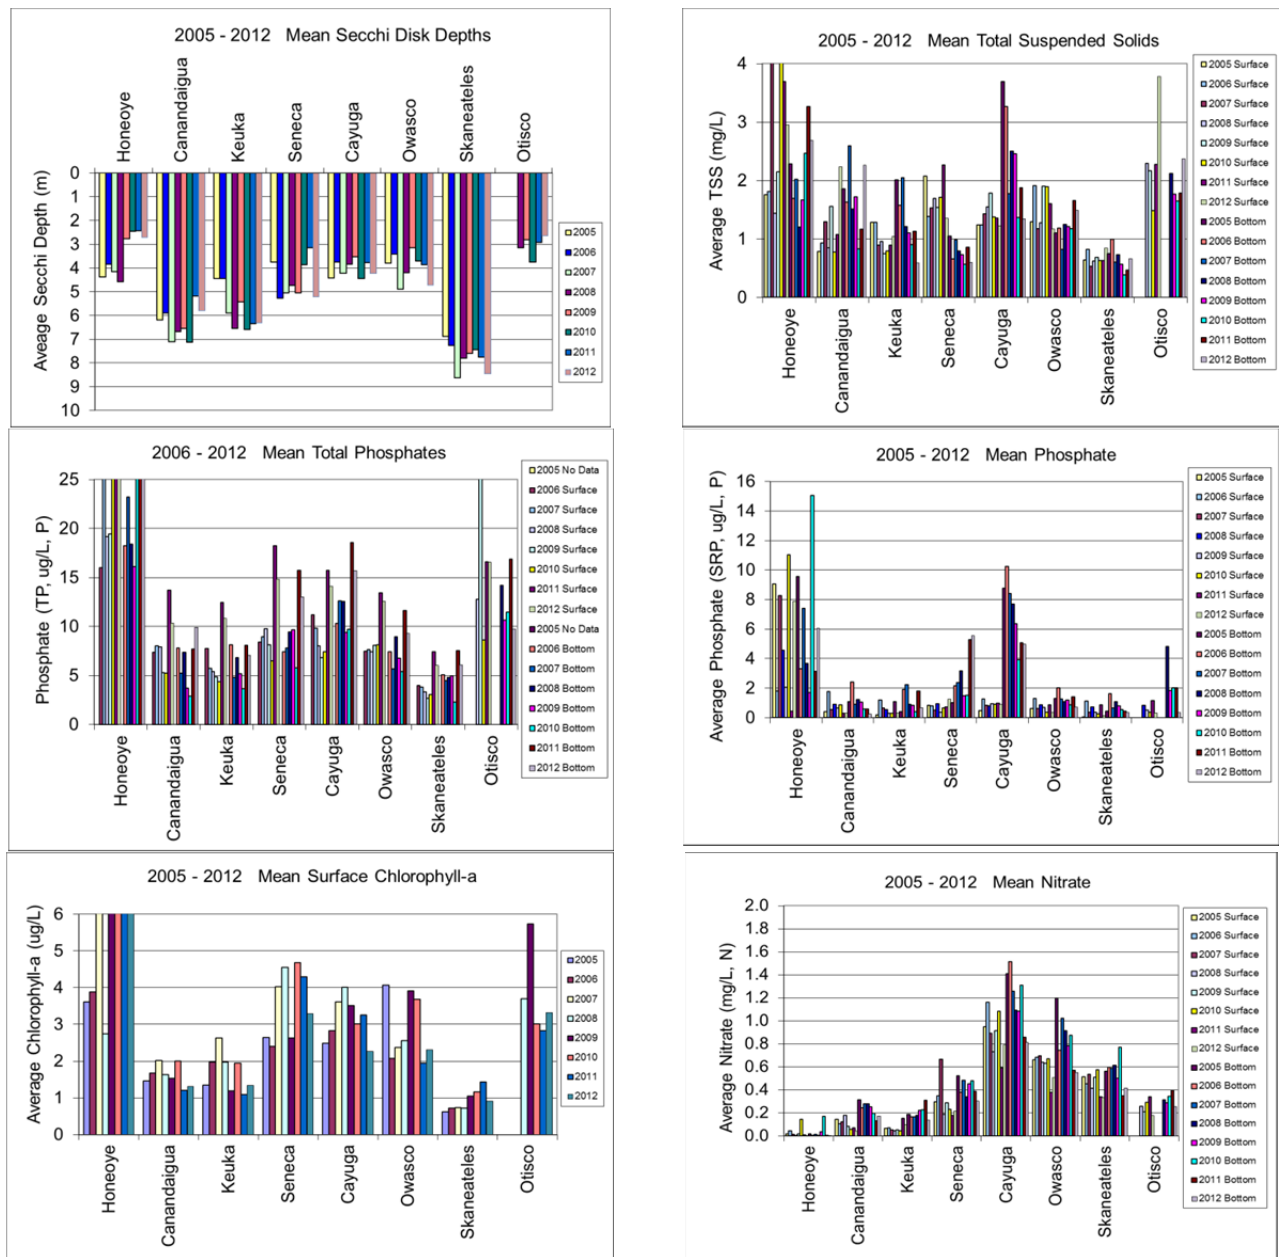 2005 - 2012 Mean Secchi Disk Depths
Honeoye
Canandaigua
Keuka
Seneca
Cayuga
Owasco
Skaneateles
Otisco
Aveage Secchi Depth (m)
0
1
2
3
4
5
6
7
8
9
10
2005
2006
2007
2008
2009
2010
2011
2012
2005 - 2012 Mean Total Suspended Solids
Average TSS (mg/L)
4
3
2
1
0
Honeoye
Canandaigua
Keuka
Seneca
Cayuga
Owasco
Skaneateles
Otisco
2005 Surface
2006 Surface
2007 Surface
2008 Surface
2009 Surface
2010 Surface
2011 Surface
2012 Surface
2005 Bottom
2006 Bottom
2007 Bottom
2008 Bottom
2009 Bottom
2010 Bottom
2011 Bottom
2012 Bottom
2006 - 2012 Mean Total Phosphates
Phosphate (TP, ug/L, P)
25
20
15
10
5
0
Honeoye
Canandaigua
Keuka
Seneca
Cayuga
Owasco
Skaneateles
Otisco
2005 No Data
2006 Surface
2007 Surface
2008 Surface
2009 Surface
2010 Surface
2011 Surface
2012 Surface
2005 No Data
2006 Bottom
2007 Bottom
2008 Bottom
2009 Bottom
2010 Bottom
2011 Bottom
2012 Bottom
2005 - 2012 Mean Phosphate
Average Phosphate (SRP, ug/L, P)
16
14
12
10
8
6
4
2
0
Honeoye
Canandaigua
Keuka
Seneca
Cayuga
Owasco
Skaneateles
Otisco
2005 Surface
2006 Surface
2007 Surface
2008 Surface
2009 Surface
2010 Surface
2011 Surface
2012 Surface
2005 Bottom
2006 Bottom
2007 Bottom
2008 Bottom
2009 Bottom
2010 Bottom
2011 Bottom
2012 Bottom
2005 - 2012 Mean Surface Chlorophyll-a
Average Chlorophyll-a (ug/L)
6
5
4
3
2
1
0
Honeoye
Canandaigua
Keuka
Seneca
Cayuga
Owasco
Skaneateles
Otisco
2005
2006
2007
2008
2009
2010
2011
2012
2005 - 2012 Mean Nitrate
Average Nitrate (mg/L, N)
2.0
1.8
1.6
1.4
1.2
1.0
0.8
0.6
0.4
0.2
0.0
Honeoye
Canandaigua
Keuka
Seneca
Cayuga
Owasco
Skaneateles
Otisco
2005 Surface
2006 Surface
2007 Surface
2008 Surface
2009 Surface
2010 Surface
2011 Surface
2012 Surface
2005 Bottom
2006 Bottom
2007 Bottom
2008 Bottom
2009 Bottom
2010 Bottom
2011 Bottom
2012 Bottom